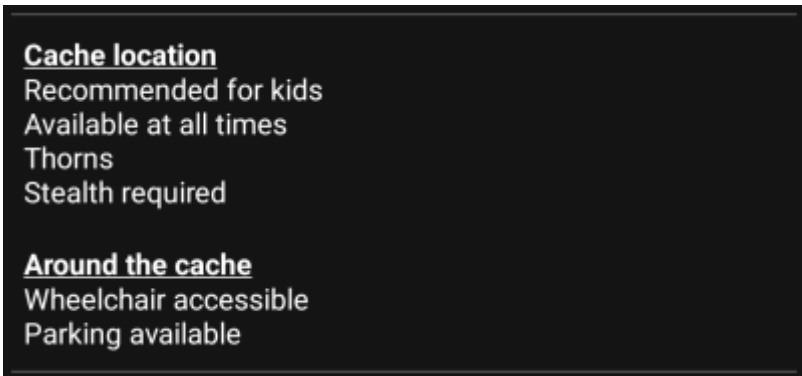 Cache location
Recommended for kids
Available at all times
Thorns
Stealth required
Around the cache
Wheelchair accessible
Parking available